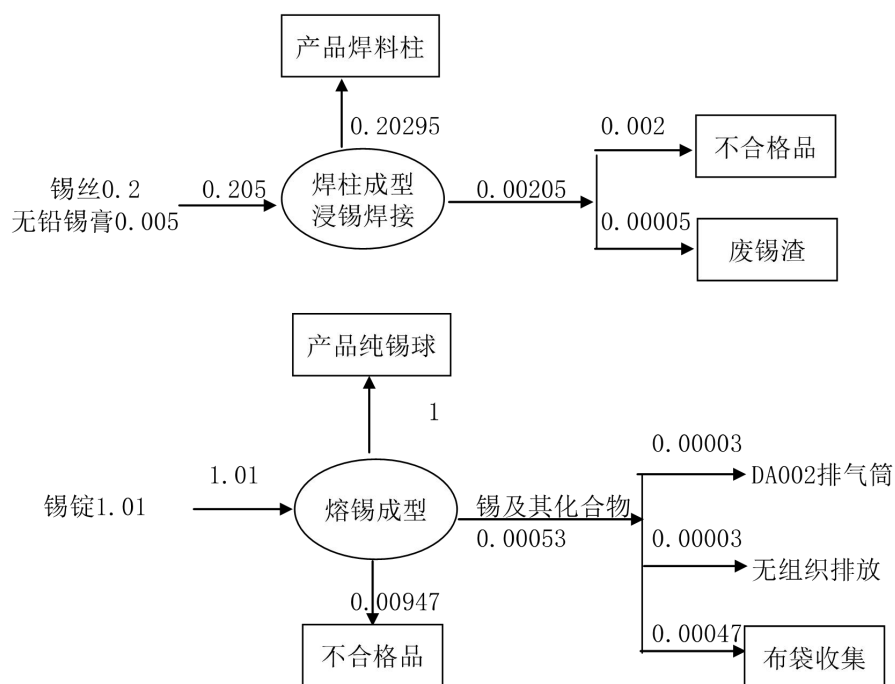 产品焊料柱
0.20295
0.002
不合格品
锡丝0.2
无铅锡膏0.005
0.205
焊柱成型
浸锡焊接
0.00205
0.00005
废锡渣
产品纯锡球
1
0.00003
DA002排气筒
锡锭1.01
1.01
熔锡成型
锡及其化合物
0.00053
0.00003
无组织排放
0.00947
不合格品
0.00047
布袋收集